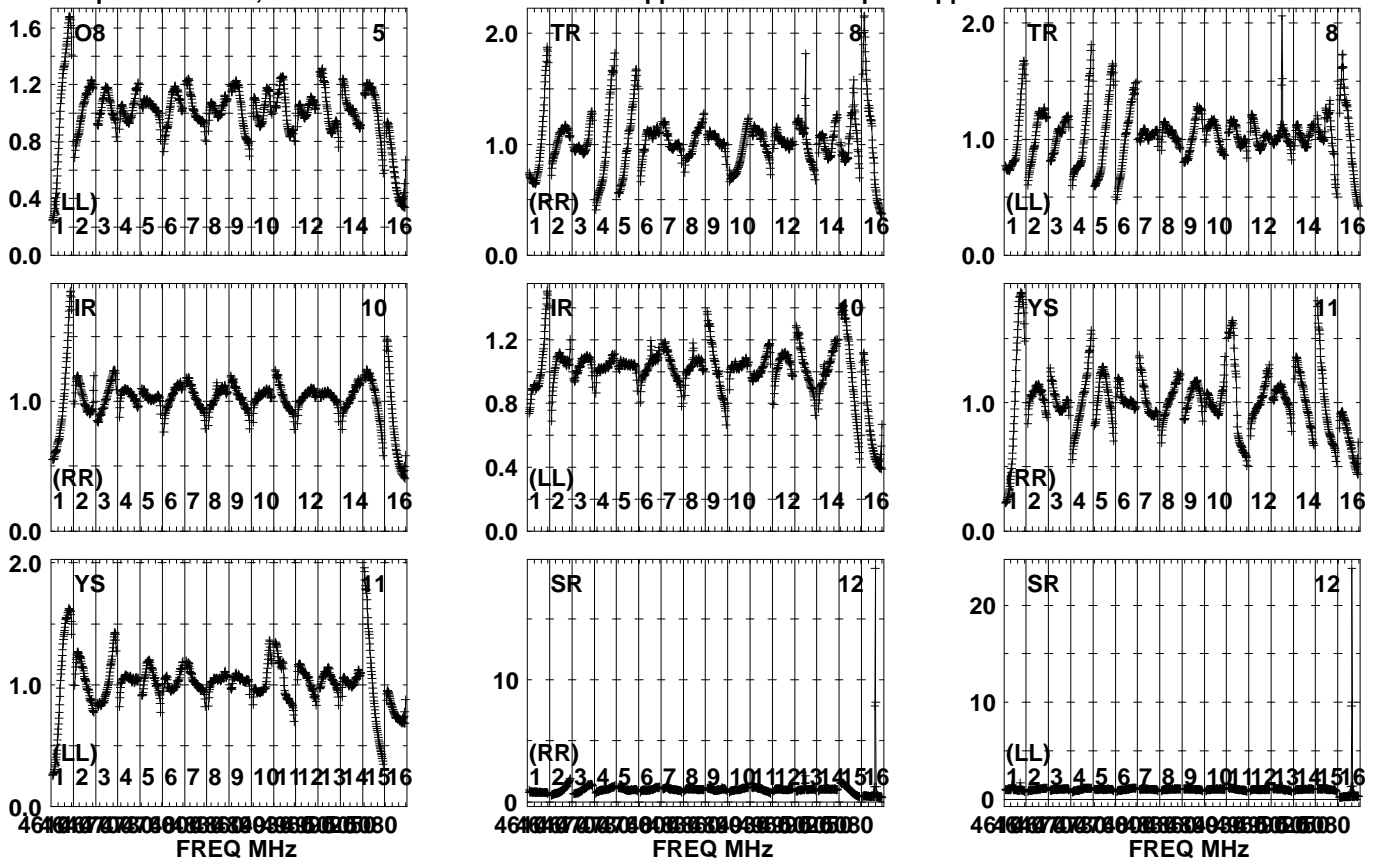 1.6 O8 5
1.2
0.8
0.4 (LL)
1 2 3 4 5 6 7 8 9 10 12 14 16
0.0
2.0 TR 8
1.0
(RR)
1 2 3 4 5 6 7 8 9 10 12 14 16
0.0
2.0 TR 8
1.0
(LL)
1 2 3 4 5 6 7 8 9 10 12 14 16
0.0
IR 10
1.0
(RR)
1 2 3 4 5 6 7 8 9 10 12 14 16
0.0
IR 10
1.2
0.8
0.4 (LL)
1 2 3 4 5 6 7 8 9 10 12 14 16
0.0
YS 11
1.0
(RR)
1 2 3 4 5 6 7 8 9 10 12 14 16
0.0
2.0 YS 11
1.0
(LL)
1 2 3 4 5 6 7 8 9 10 11 12 13 14 15 16
0.0
FREQ MHz
SR 12
10
(RR)
1 2 3 4 5 6 7 8 9 10 11 12 13 14 15 16
0
FREQ MHz
SR 12
20
10
(LL)
1 2 3 4 5 6 7 8 9 10 11 12 13 14 15 16
0
FREQ MHz